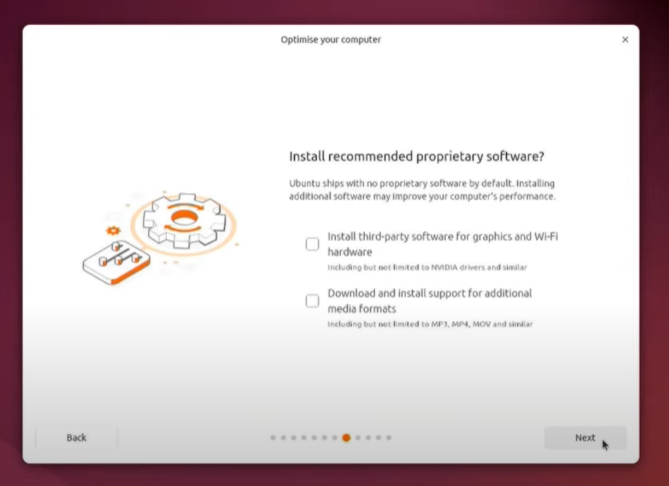 Optimise your computer
Install recommended proprietary software?
Ubuntu ships with no proprietary software by default. Installing
additional software may improve your computer's performance.
Install third-party software for graphics and Wi-Fi
hardware
Including but not limited to NVIDIA drivers and similar
Download and install support for additional
media formats
Including but not limited to MP3, MP4, MOV and similar
Back
Next